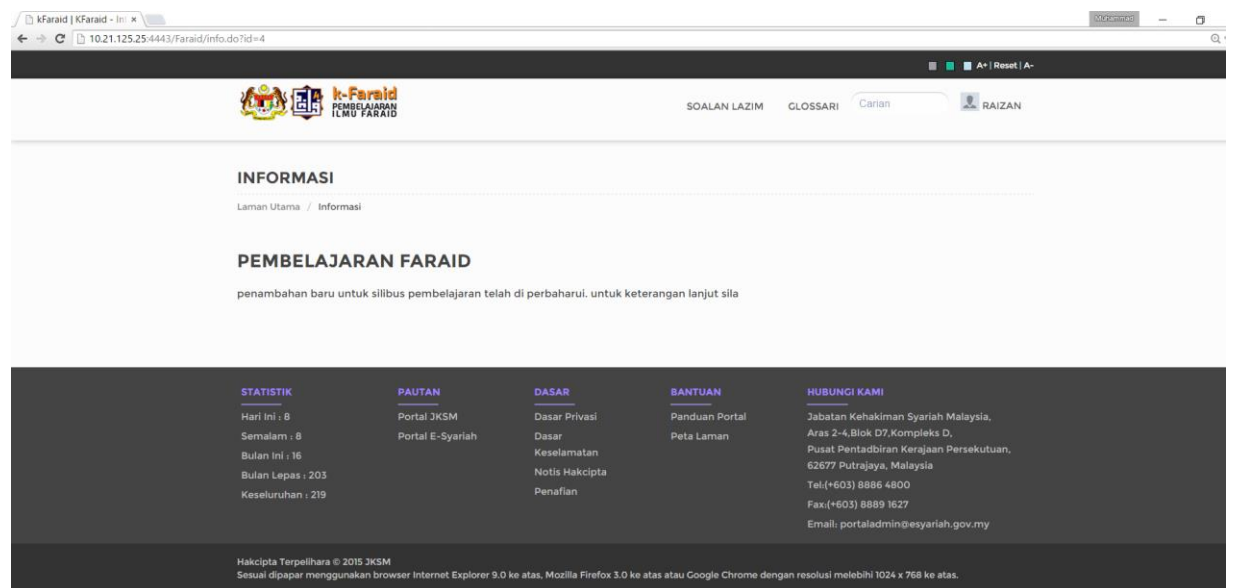 kFaraid | KFaraid - In
Muhammad
10.21.125.25:4443/Faraid/info.do?id=4
A+ | Reset | A-
k-Faraid
PEMBELAJARAN
ILMU FARAID
SOALAN LAZIM GLOSSARI Carian RAIZAN
INFORMASI
Laman Utama / Informasi
PEMBELAJARAN FARAID
penambahan baru untuk silibus pembelajaran telah di perbaharui. untuk keterangan lanjut sila
STATISTIK
Hari Ini : 8
Semalam : 8
Bulan Ini : 16
Bulan Lepas : 203
Keseluruhan : 219
PAUTAN
Portal JKSM
Portal E-Syariah
DASAR
Dasar Privasi
Dasar
Keselamatan
Notis Hakcipta
Penafian
BANTUAN
Panduan Portal
Peta Laman
HUBUNGI KAMI
Jabatan Kehakiman Syariah Malaysia,
Aras 2-4,Blok D7,Kompleks D,
Pusat Pentadbiran Kerajaan Persekutuan,
62677 Putrajaya, Malaysia
Tel:(+603) 8886 4800
Fax:(+603) 8889 1627
Email: portaladmin@esyariah.gov.my
Hakcipta Terpelihara © 2015 JKSM
Sesuai dipapar menggunakan browser Internet Explorer 9.0 ke atas, Mozilla Firefox 3.0 ke atas atau Google Chrome dengan resolusi melebihi 1024 x 768 ke atas.